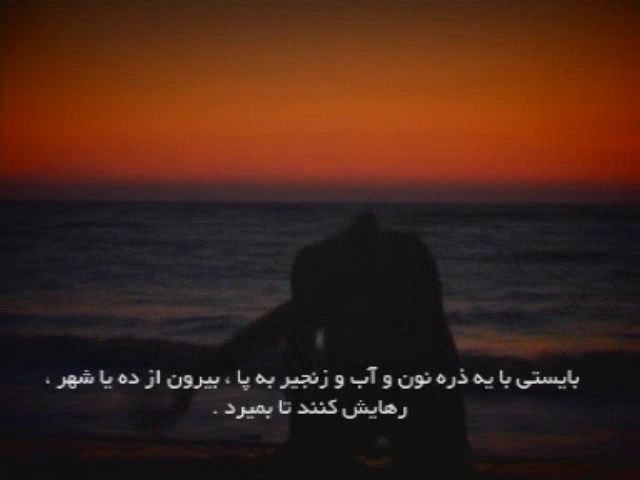 بایستی با یه ذره نون و آب و زنجیر به پا ، بیرون از ده یا شهر ،
رهایش کنند تا بمیرد .